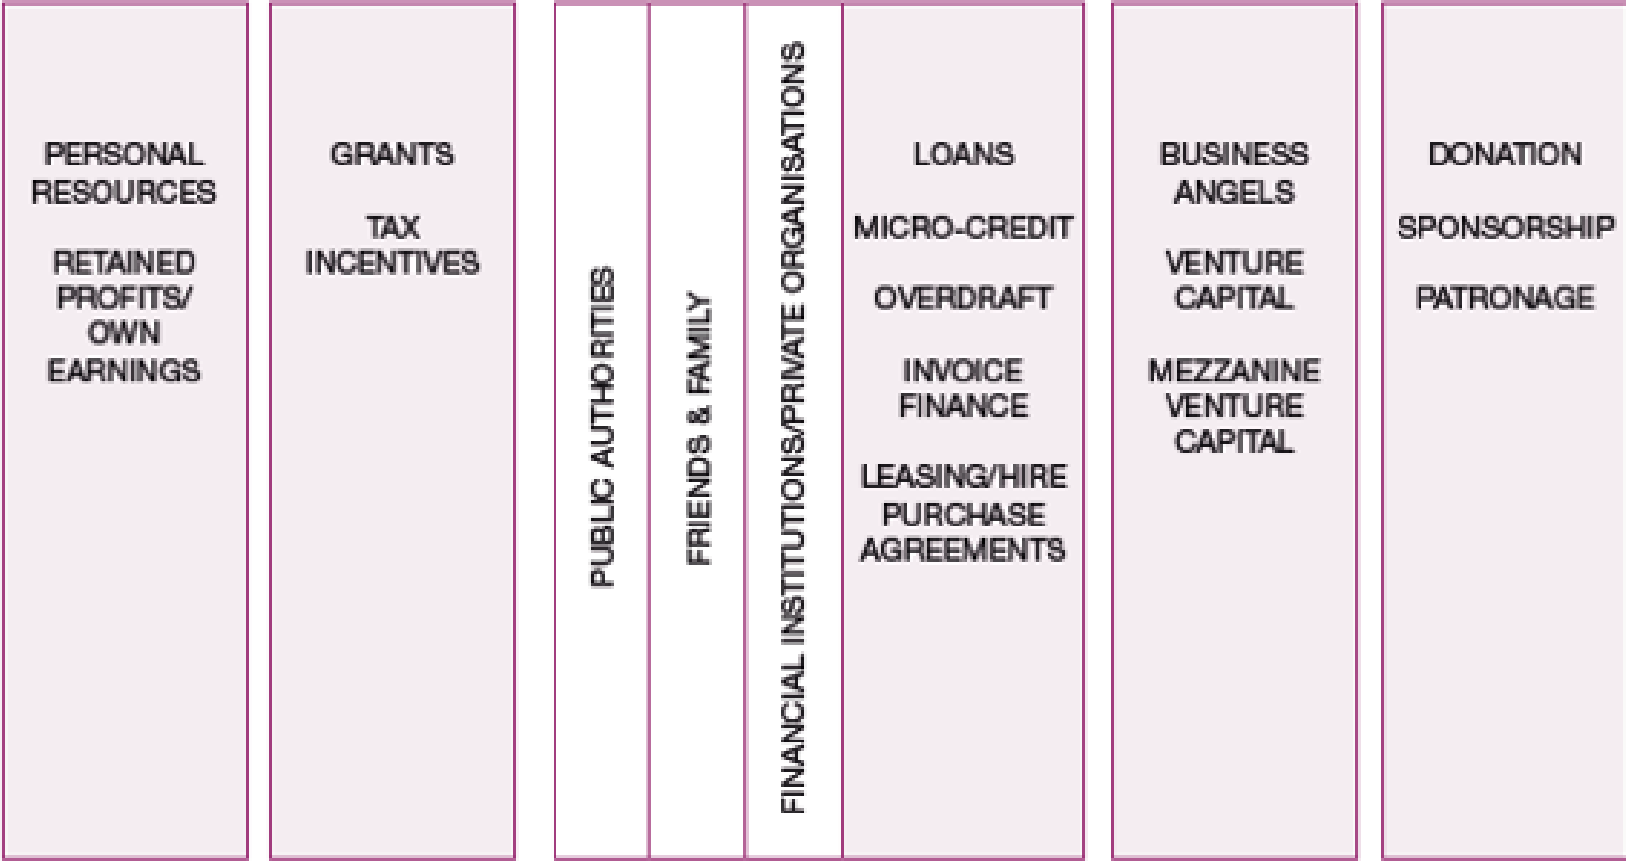 PERSONAL
RESOURCES
RETAINED
PROFITS/
OWN
EARNINGS
GRANTS
TAX
INCENTIVES
PUBLIC AUTHORITIES
FRIENDS & FAMILY
FINANCIAL INSTITUTIONS/PRIVATE ORGANISATIONS
LOANS
MICRO-CREDIT
OVERDRAFT
INVOICE
FINANCE
LEASING/HIRE
PURCHASE
AGREEMENTS
BUSINESS
ANGELS
VENTURE
CAPITAL
MEZZANINE
VENTURE
CAPITAL
DONATION
SPONSORSHIP
PATRONAGE